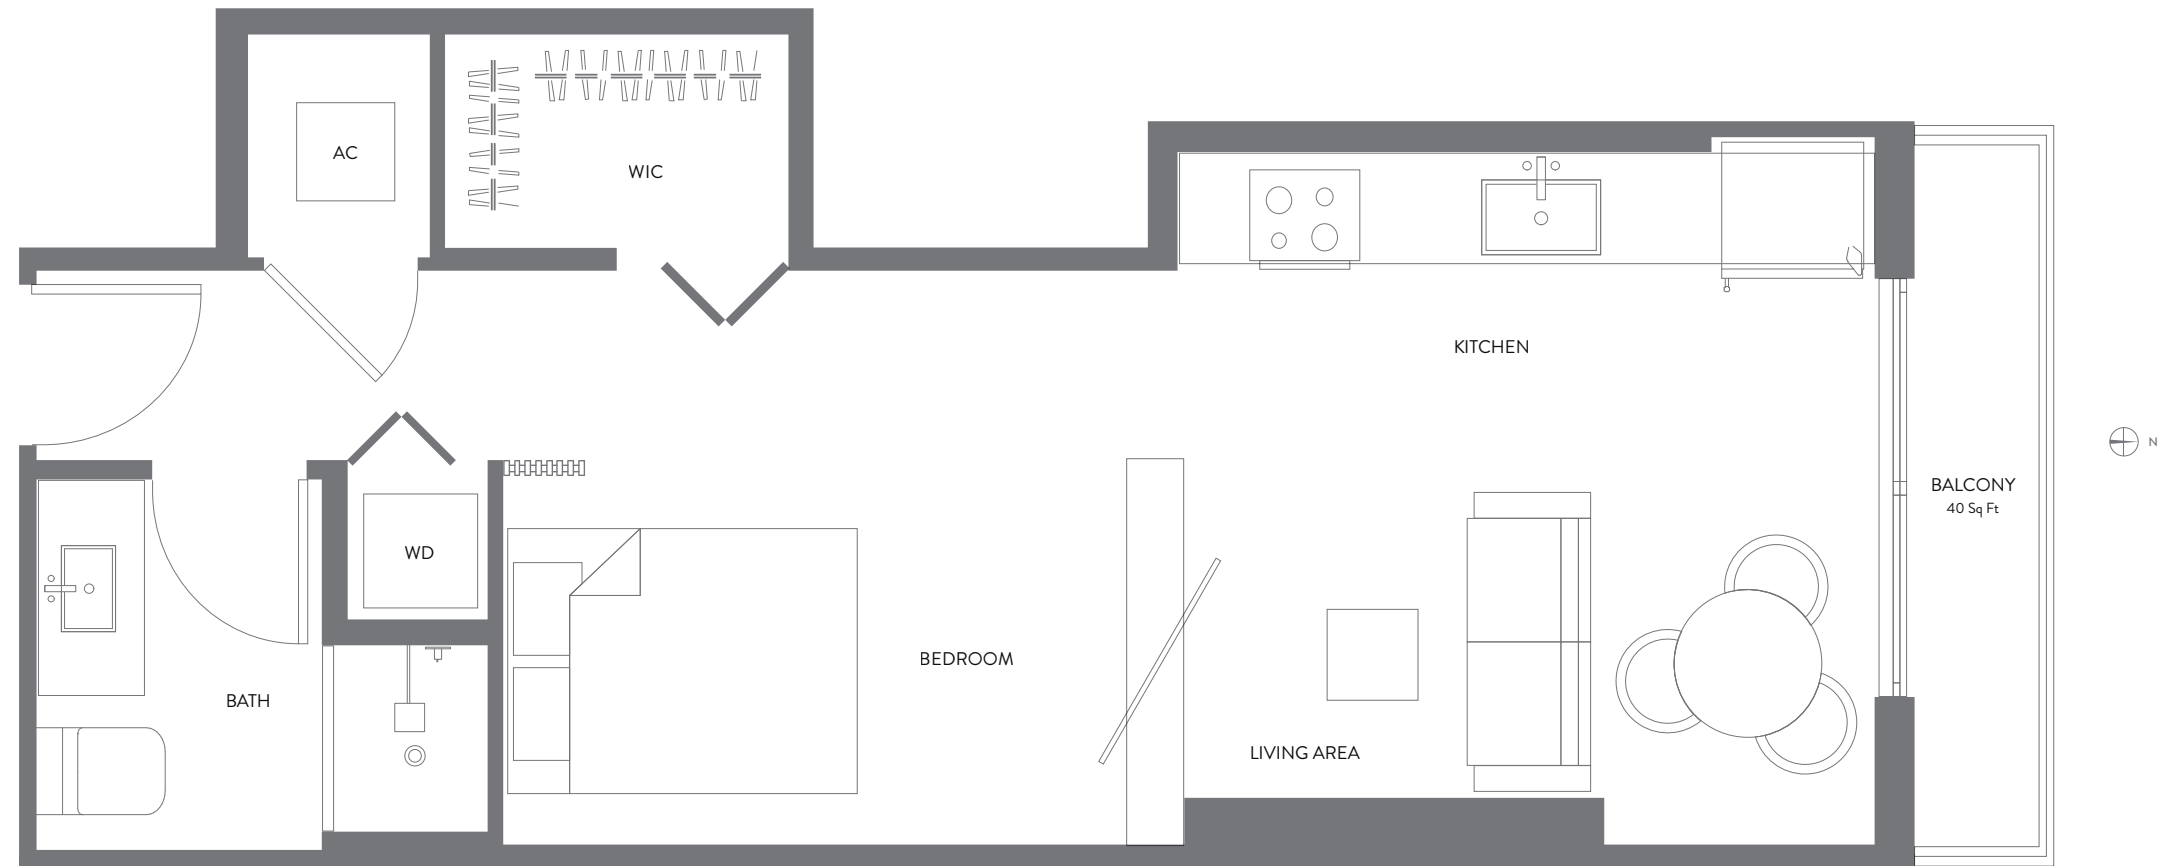 AC
WIC
KITCHEN
N
BALCONY
40 Sq Ft
WD
BEDROOM
BATH
LIVING AREA